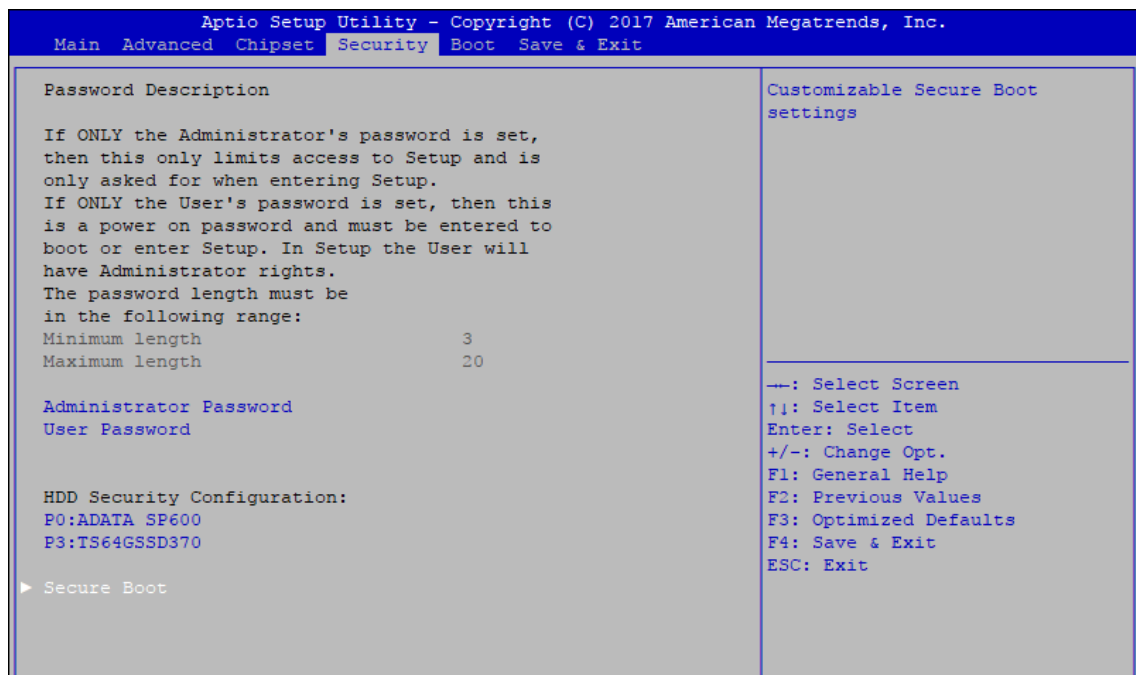 Aptio Setup Utility – Copyright (C) 2017 American Megatrends, Inc.
Main Advanced Chipset Security Boot Save & Exit
Password Description
If ONLY the Administrator's password is set,
then this only limits access to Setup and is
only asked for when entering Setup.
If ONLY the User's password is set, then this
is a power on password and must be entered to
boot or enter Setup. In Setup the User will
have Administrator rights.
The password length must be
in the following range:
Minimum length 3
Maximum length 20
Administrator Password
User Password
HDD Security Configuration:
P0:ADATA SP600
P3:TS64GSSD370
► Secure Boot
Customizable Secure Boot
settings
→←: Select Screen
↑↓: Select Item
Enter: Select
+/-: Change Opt.
F1: General Help
F2: Previous Values
F3: Optimized Defaults
F4: Save & Exit
ESC: Exit